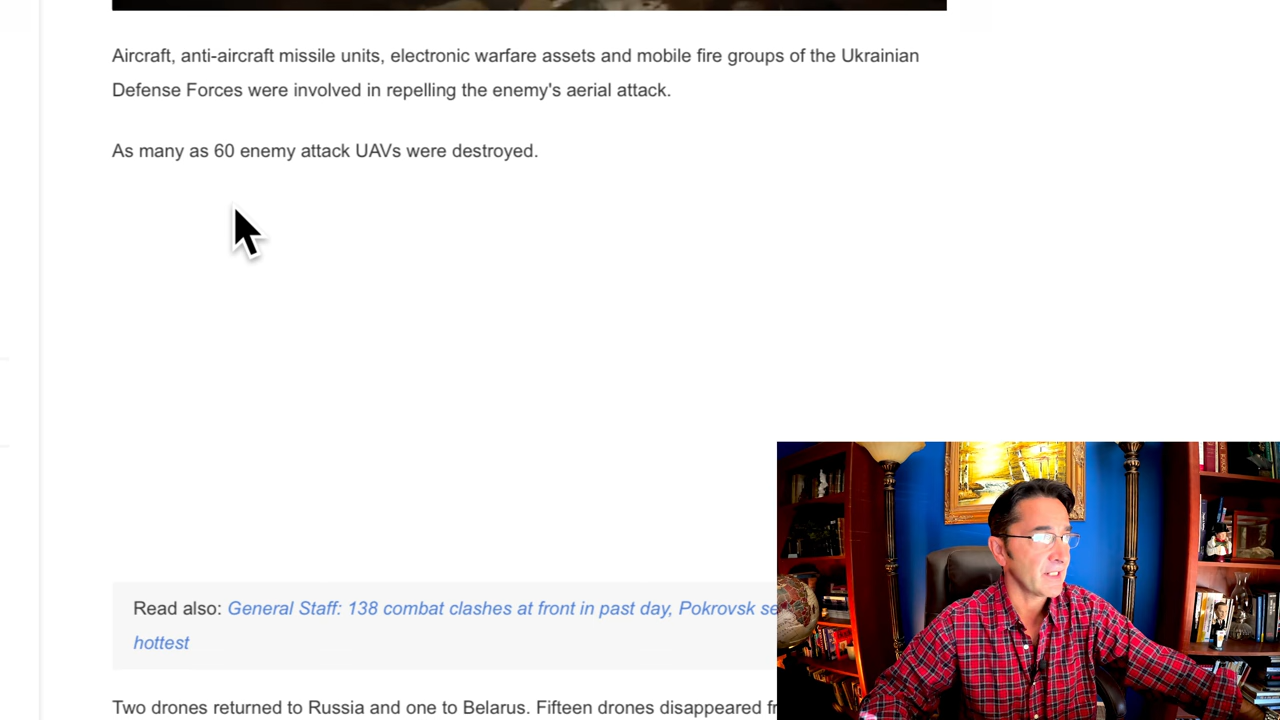 Aircraft, anti-aircraft missile units, electronic warfare assets and mobile fire groups of the Ukrainian
Defense Forces were involved in repelling the enemy's aerial attack.
As many as 60 enemy attack UAVs were destroyed.
Read also: General Staff: 138 combat clashes at front in past day, Pokrovsk
hottest
Two drones returned to Russia and one to Belarus. Fifteen drones disappeared